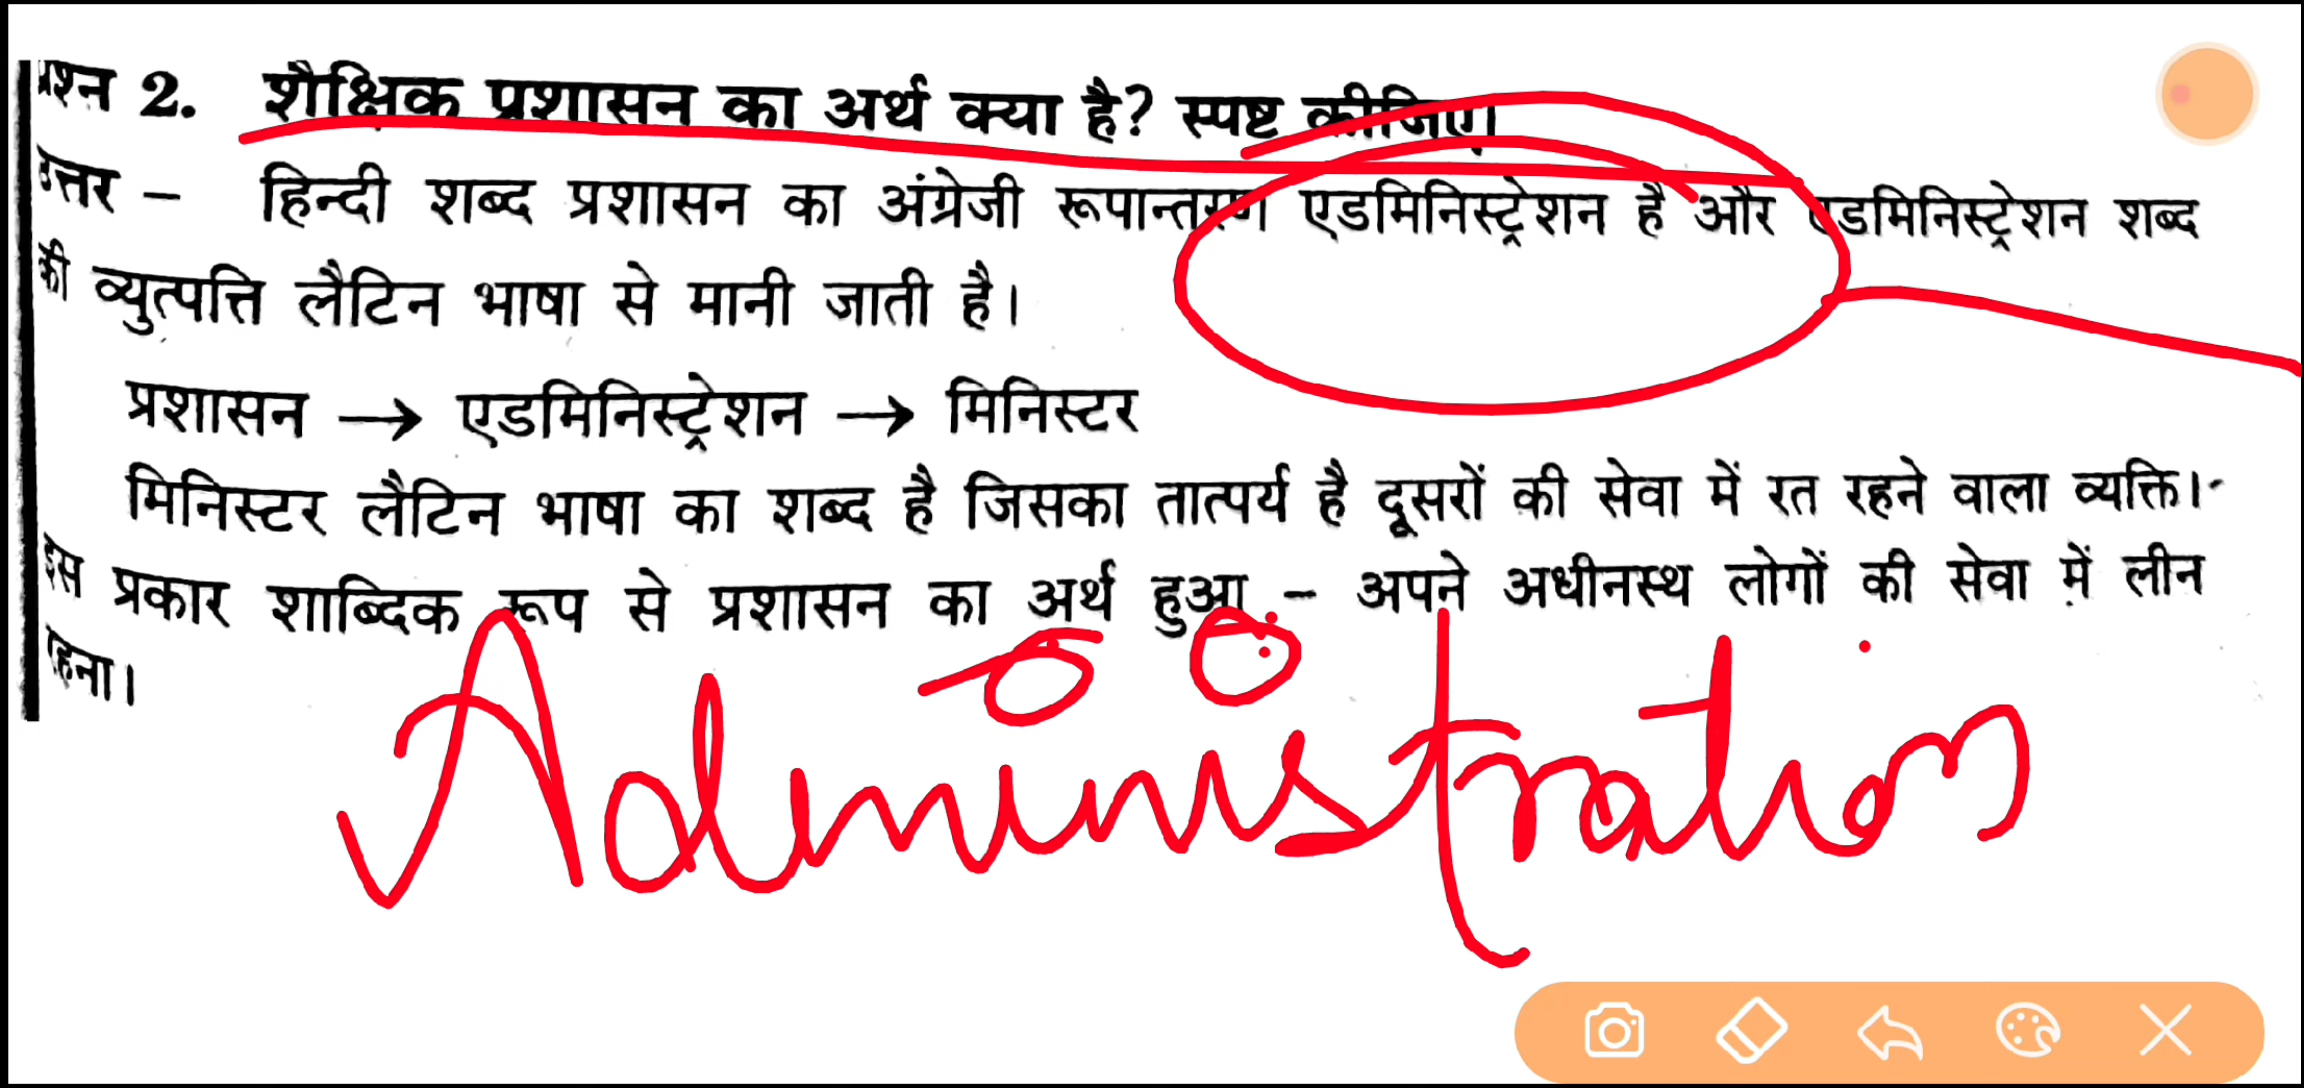 प्रश्न 2. शैक्षिक प्रशासन का अर्थ क्या है? स्पष्ट कीजिए।
उत्तर – हिन्दी शब्द प्रशासन का अंग्रेजी रूपान्तरण एडमिनिस्ट्रेशन है और एडमिनिस्ट्रेशन शब्द
की व्युत्पत्ति लैटिन भाषा से मानी जाती है।
प्रशासन → एडमिनिस्ट्रेशन → मिनिस्टर
मिनिस्टर लैटिन भाषा का शब्द है जिसका तात्पर्य है दूसरों की सेवा में रत रहने वाला व्यक्ति।
इस प्रकार शाब्दिक रूप से प्रशासन का अर्थ हुआ – अपने अधीनस्थ लोगों की सेवा में लीन
रहना।
Administration